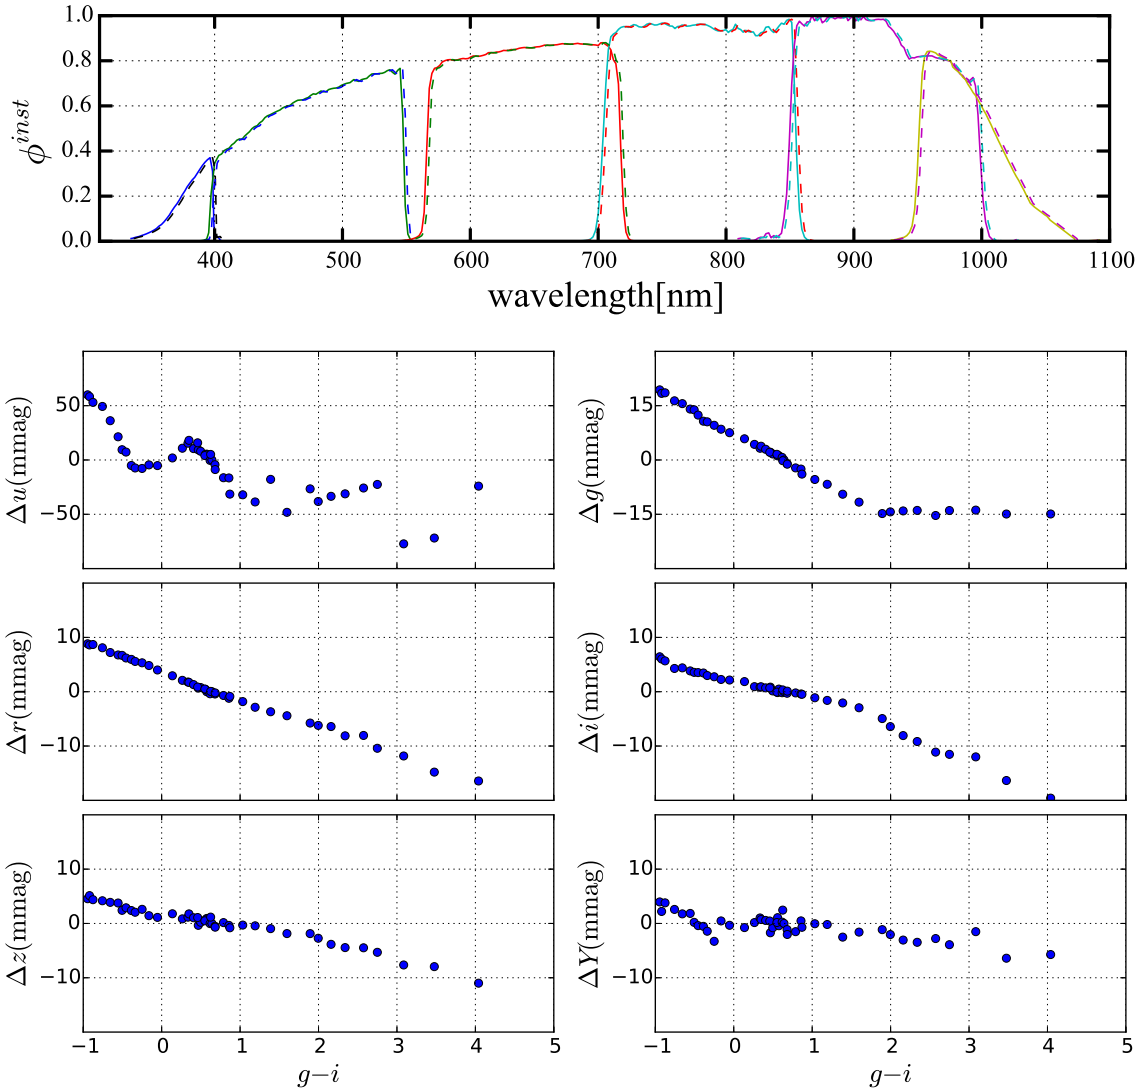 1.0
0.8
0.6
0.4
0.2
0.0
ϕ^{inst}
400 500 600 700 800 900 1000 1100
wavelength[nm]
50
0
−50
Δu(mmag)
15
0
−15
Δg(mmag)
10
0
−10
Δr(mmag)
10
0
−10
Δi(mmag)
10
0
−10
Δz(mmag)
−1 0 1 2 3 4 5
g−i
10
0
−10
ΔY(mmag)
−1 0 1 2 3 4 5
g−i